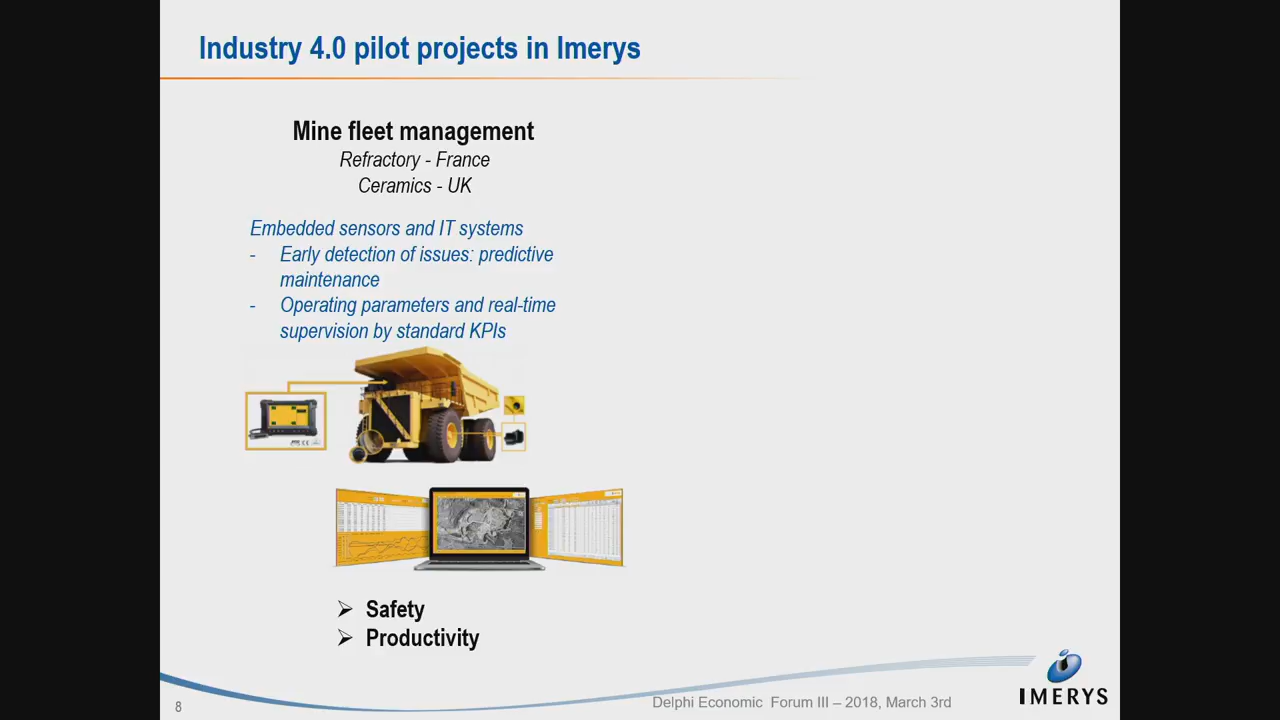 Industry 4.0 pilot projects in Imerys
Mine fleet management
Refractory - France
Ceramics - UK
Embedded sensors and IT systems
- Early detection of issues: predictive
maintenance
- Operating parameters and real-time
supervision by standard KPIs
➢ Safety
➢ Productivity
8
Delphi Economic Forum III – 2018, March 3rd
IMERYS